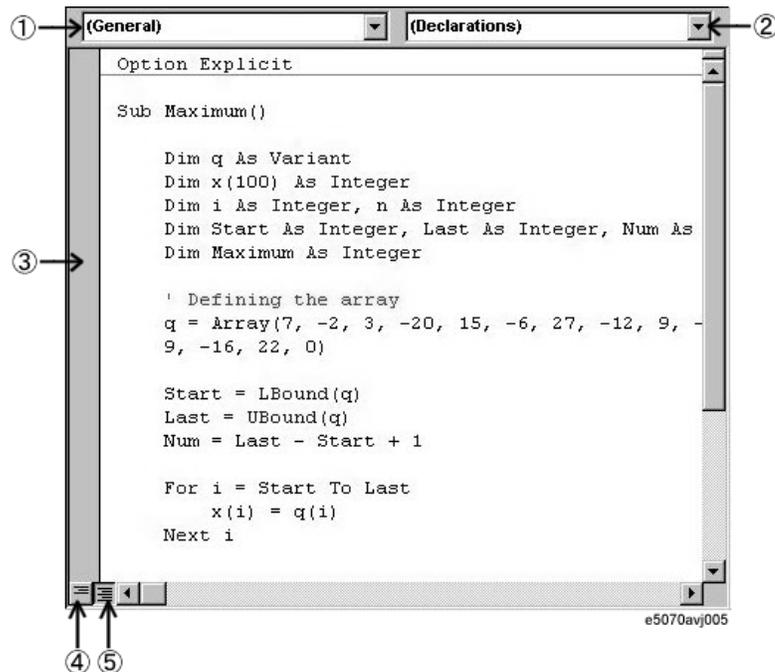 ① (General) (Declarations) ②
Option Explicit
Sub Maximum()
Dim q As Variant
Dim x(100) As Integer
Dim i As Integer, n As Integer
Dim Start As Integer, Last As Integer, Num As
③
Dim Maximum As Integer
' Defining the array
q = Array(7, -2, 3, -20, 15, -6, 27, -12, 9, -
9, -16, 22, 0)
Start = LBound(q)
Last = UBound(q)
Num = Last - Start + 1
For i = Start To Last
x(i) = q(i)
Next i
e5070avj005
④ ⑤